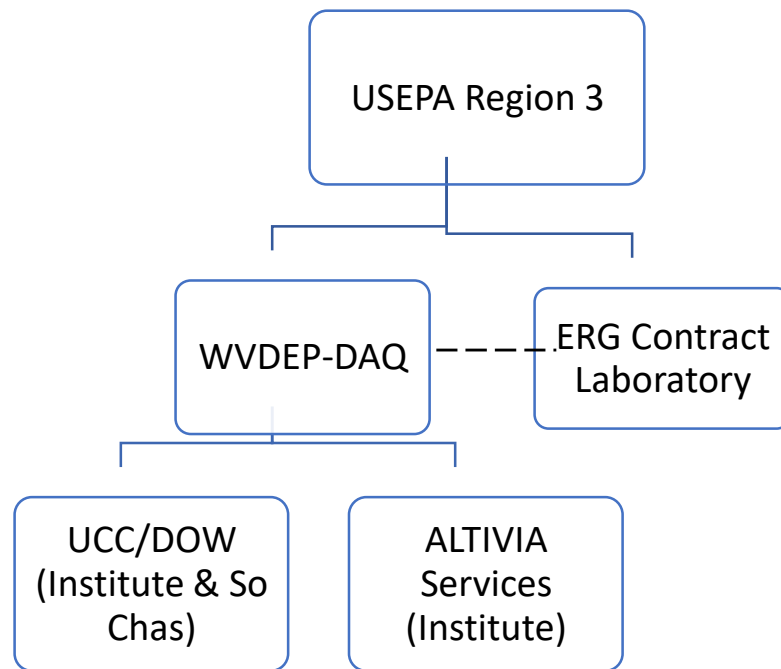 USEPA Region 3
WVDEP-DAQ
ERG Contract
Laboratory
UCC/DOW
(Institute & So
Chas)
ALTIVIA
Services
(Institute)